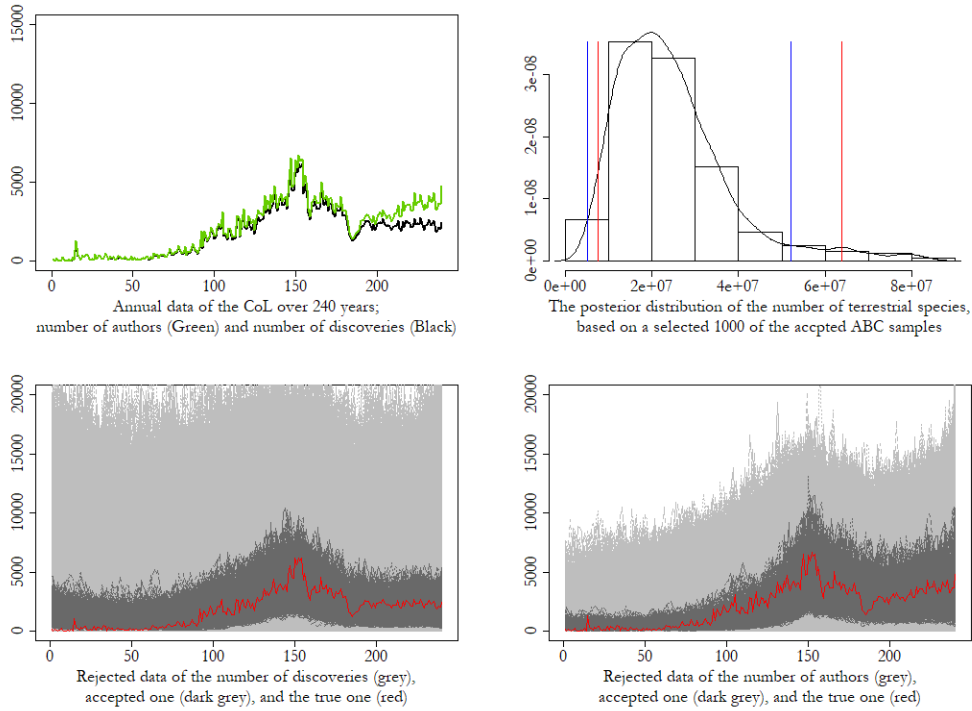 15000
10000
5000
0
0 50 100 150 200
Annual data of the CoL over 240 years;
number of authors (Green) and number of discoveries (Black)
3e-08
2e-08
1e-08
0e+00
0e+00 2e+07 4e+07 6e+07 8e+07
The posterior distribution of the number of terrestrial species,
based on a selected 1000 of the accpted ABC samples
20000
15000
10000
5000
0
0 50 100 150 200
Rejected data of the number of discoveries (grey),
accepted one (dark grey), and the true one (red)
20000
15000
10000
5000
0
0 50 100 150 200
Rejected data of the number of authors (grey),
accepted one (dark grey), and the true one (red)